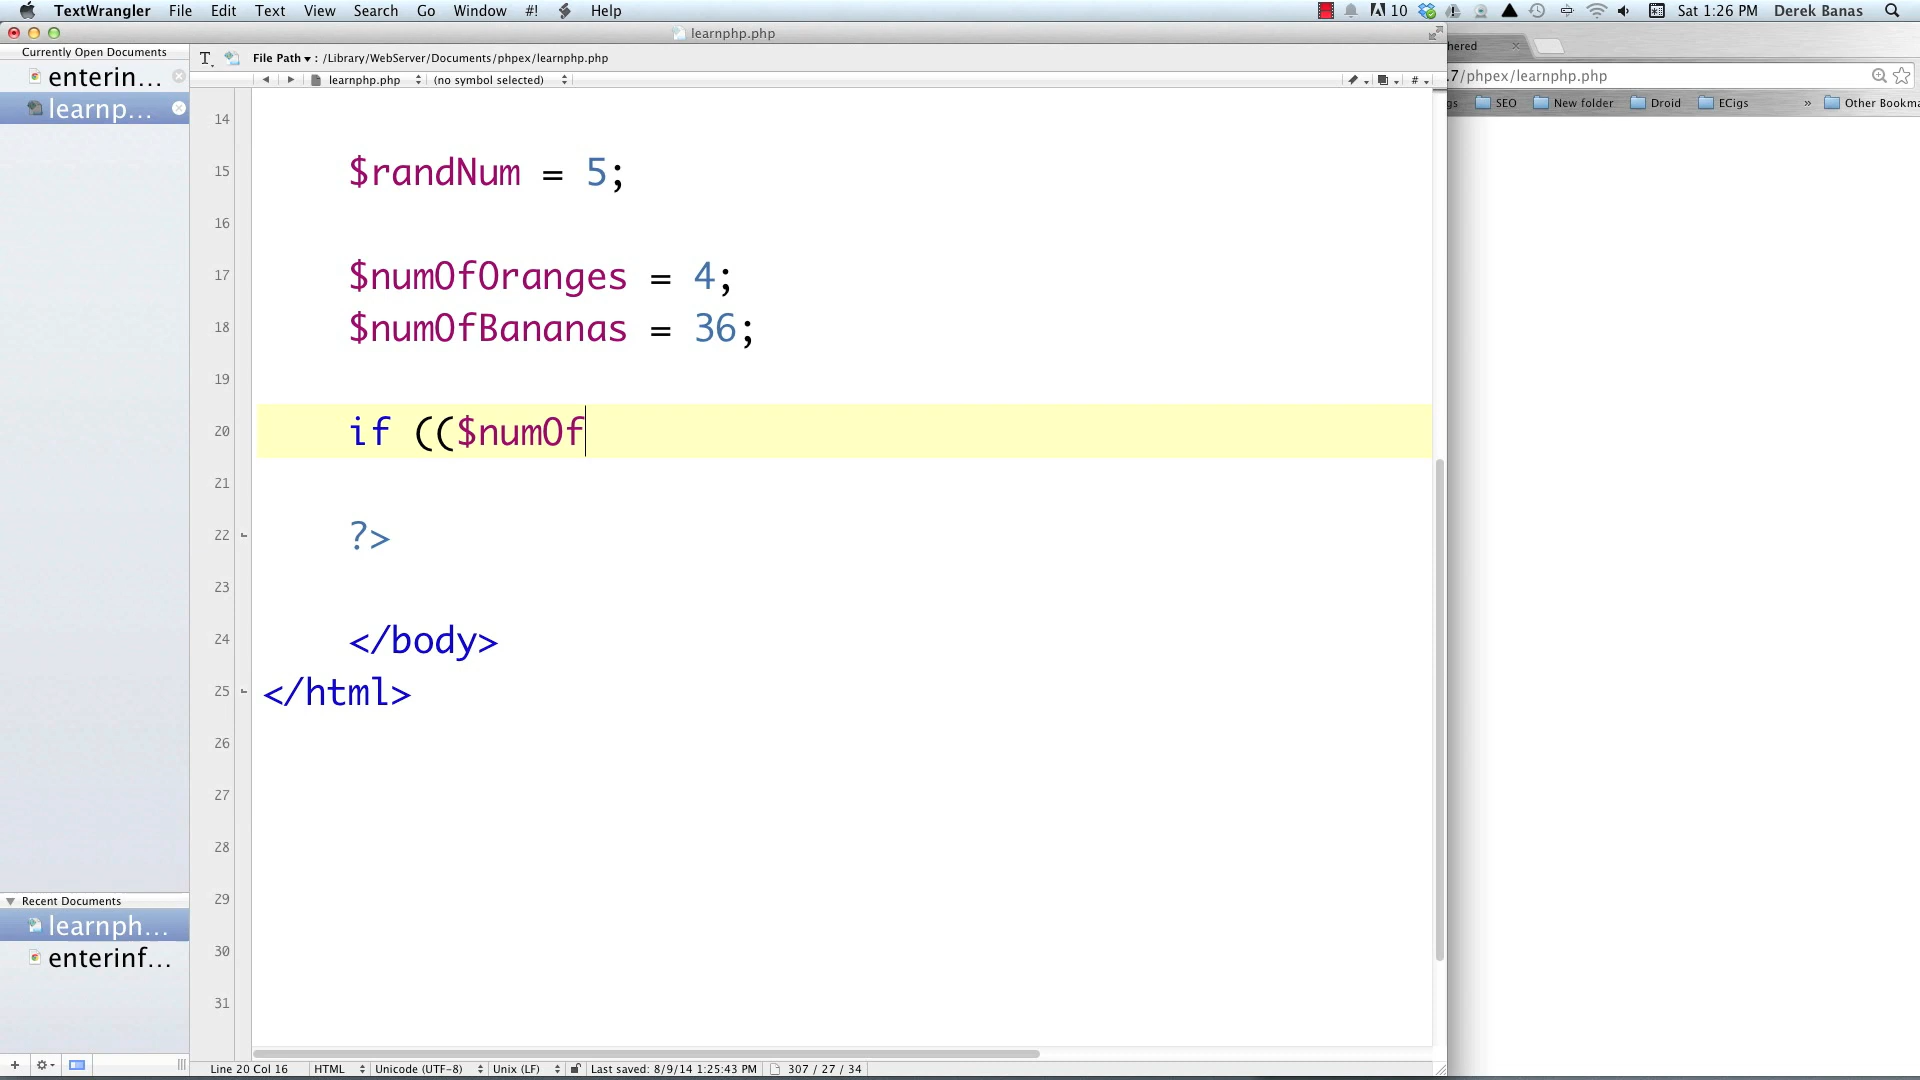 TextWrangler File Edit Text View Search Go Window #! Help 10 Sat 1:26 PM Derek Banas
learnphp.php
Currently Open Documents
enterin...
learnp...
File Path ▾ : /Library/WebServer/Documents/phpex/learnphp.php
learnphp.php (no symbol selected)
hered
.7/phpex/learnphp.php
gs SEO New folder Droid ECigs » Other Bookma
14
15 $randNum = 5;
16
17 $numOfOranges = 4;
18 $numOfBananas = 36;
19
20 if (($numOf
21
22 ?>
23
24 </body>
25 </html>
26
27
28
29
30
31
Recent Documents
learnph...
enterinf...
Line 20 Col 16 HTML Unicode (UTF-8) Unix (LF) Last saved: 8/9/14 1:25:43 PM 307 / 27 / 34